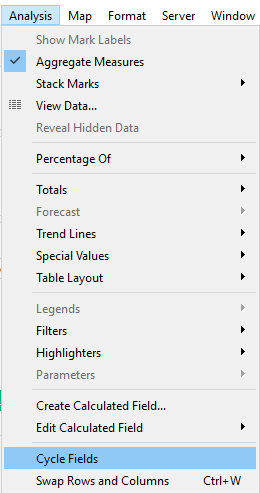 Analysis Map Format Server Window
Show Mark Labels
Aggregate Measures
Stack Marks
View Data...
Reveal Hidden Data
Percentage Of
Totals
Forecast
Trend Lines
Special Values
Table Layout
Legends
Filters
Highlighters
Parameters
Create Calculated Field...
Edit Calculated Field
Cycle Fields
Swap Rows and Columns Ctrl+W